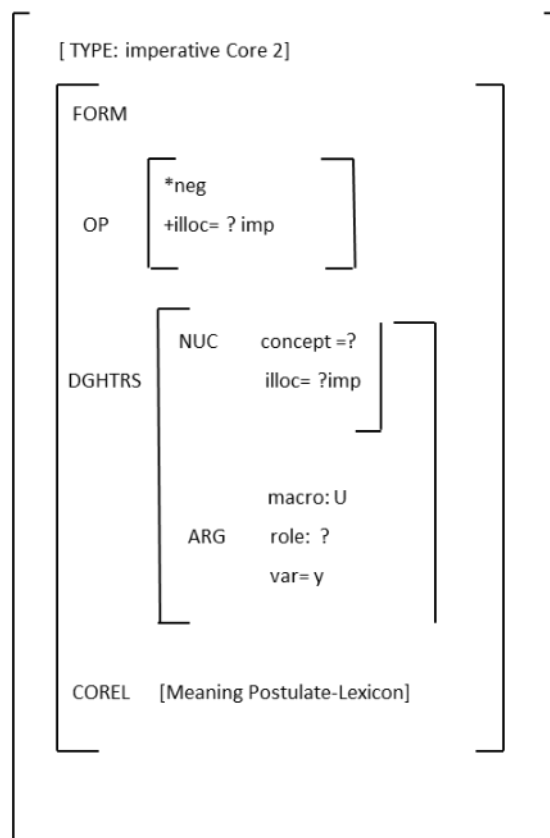 [ TYPE: imperative Core 2]
FORM
*neg
OP +illoc= ? imp
NUC concept =?
DGHTRS illoc= ?imp
macro: U
ARG role: ?
var= y
COREL [Meaning Postulate-Lexicon]